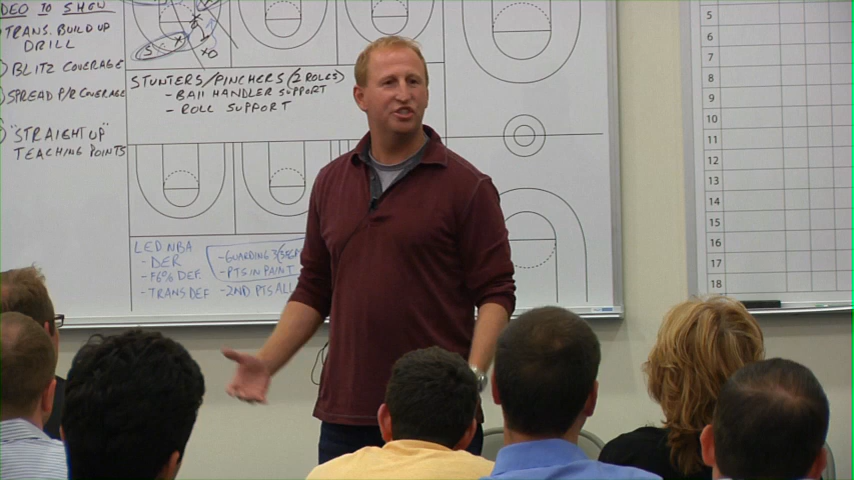 DEO TO SHOW
TRANS. BUILD UP
DRILL
BLITZ COVERAGE
SPREAD P/R COVERAGE
"STRAIGHT UP"
TEACHING POINTS
STUNTERS/PINCHERS (2 ROLES)
- BALL HANDLER SUPPORT
- ROLL SUPPORT
LED NBA
- DER
- FG% DEF.
- TRANS DEF
- GUARDING 3
- PTS IN PAINT
- 2ND PTS ALL
5
6
7
8
9
10
11
12
13
14
15
16
17
18